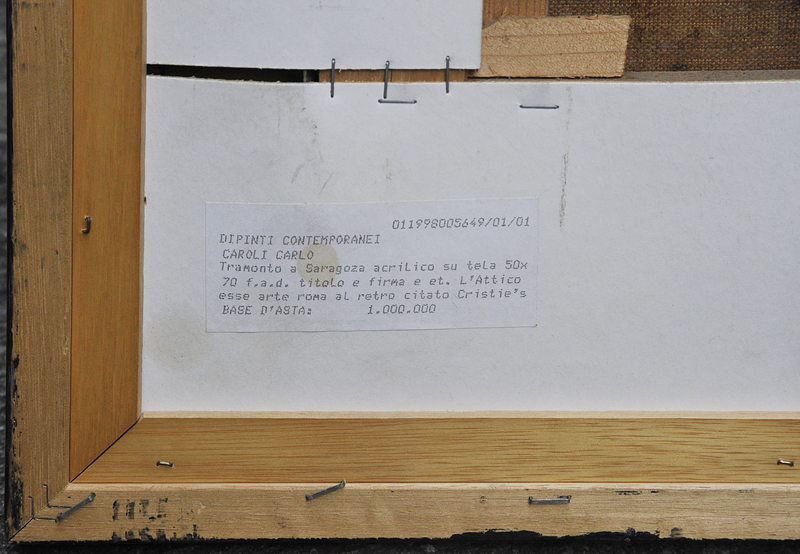 011998005649/01/01
DIPINTI CONTEMPORANEI
CAROLI CARLO
Tramonto a Saragoza acrilico su tela 50x
70 f.a.d. titolo e firma e et. L'Attico
esse arte roma al retro citato Cristie's
BASE D'ASTA: 1.000.000